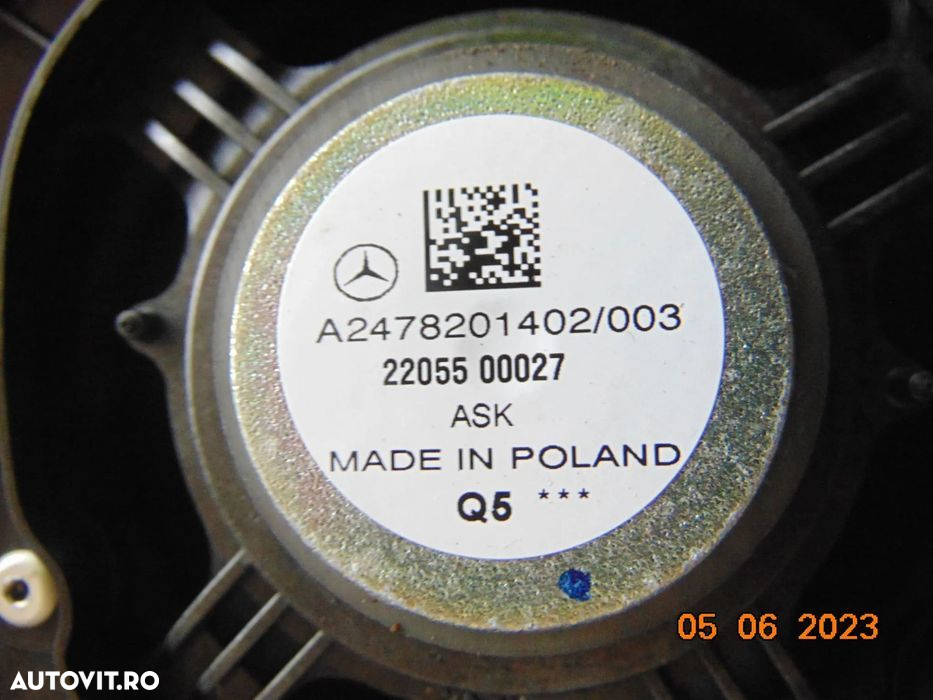 A2478201402/003
22055 00027
ASK
MADE IN POLAND
Q5 ***
05 06 2023
AUTOVIT.RO